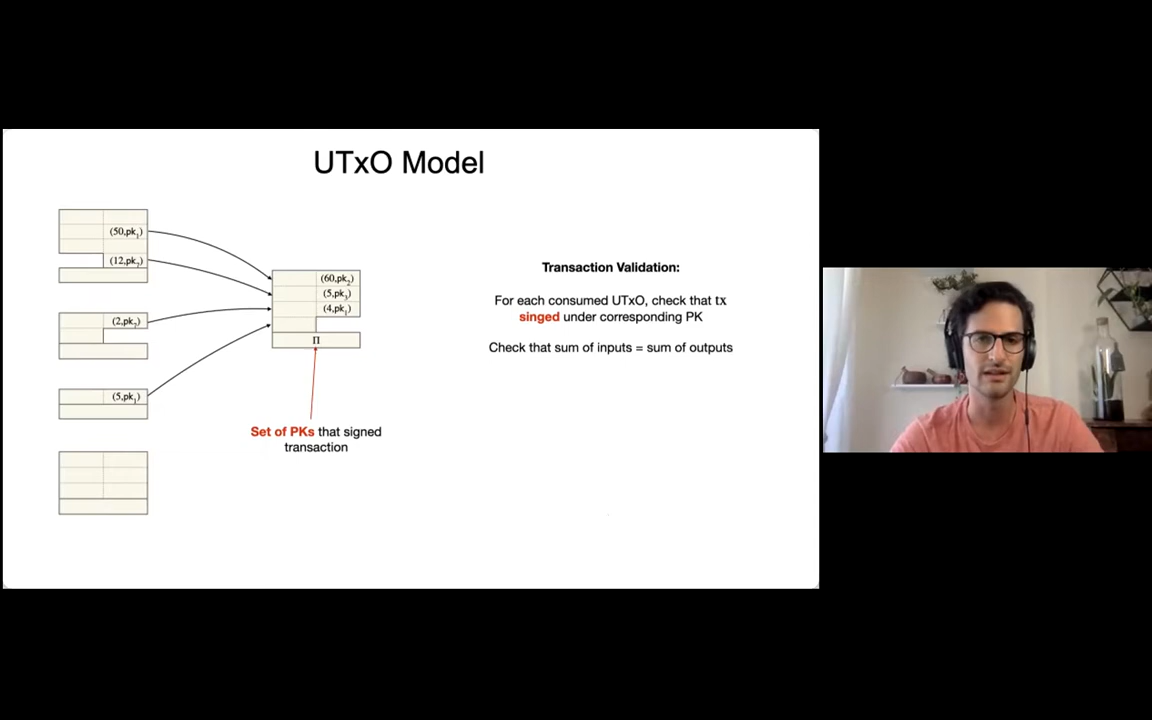 UTxO Model
(50,pk₁)
(12,pk₂)
(2,pk₂)
(5,pk₁)
(60,pk₂)
(5,pk₃)
(4,pk₁)
Π
Set of PKs that signed
transaction
Transaction Validation:
For each consumed UTxO, check that tx
singed under corresponding PK
Check that sum of inputs = sum of outputs